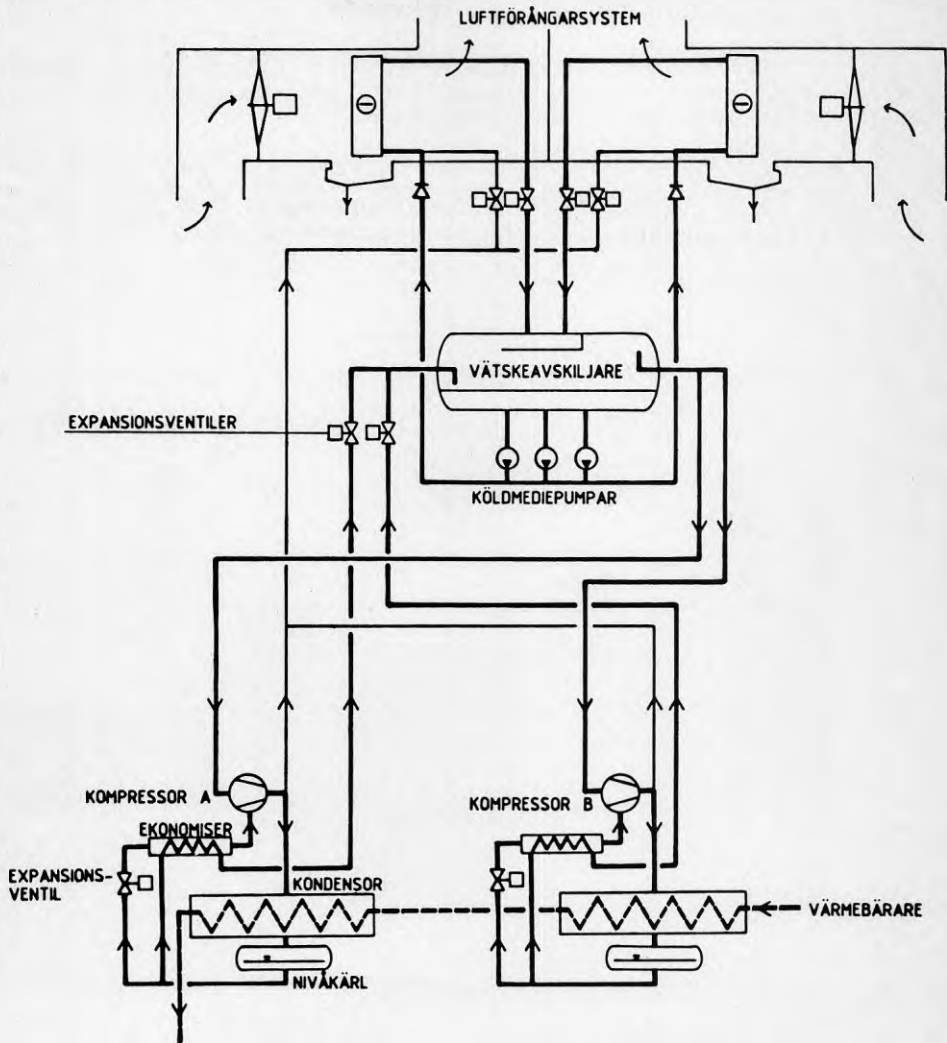 LUFTFÖRÅNGARSYSTEM
VÄTSKEAVSKILJARE
EXPANSIONSVENTILER
KÖLDMEDIEPUMPAR
KOMPRESSOR A
KOMPRESSOR B
EKONOMISER
EXPANSIONS-
VENTIL
KONDENSOR
VÄRMEBÄRARE
NIVÅKÄRL